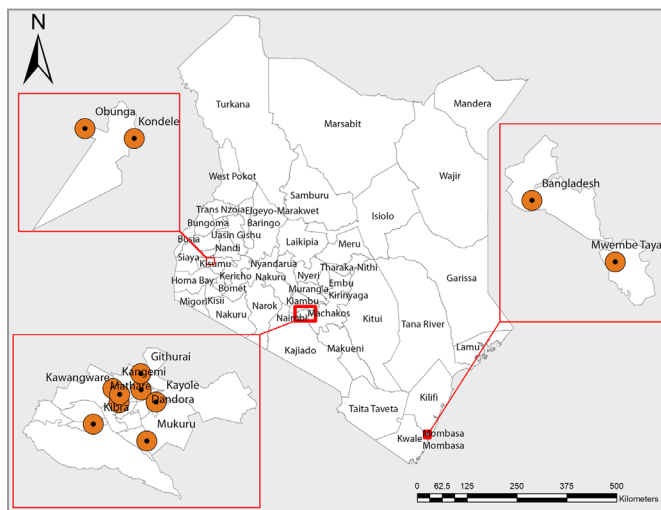 N
Obunga
Kondele
Turkana
Marsabit
Mandera
Wajir
West Pokot
Samburu
Isiolo
Trans Nzoia
Elgeyo-Marakwet
Bungoma
Baringo
Uasin Gishu
Busia
Nandi
Laikipia
Meru
Siaya
Kisumu
Nyandarua
Tharaka-Nithi
Homa Bay
Kericho
Nakuru
Nyeri
Embu
Bomet
Murang'a
Kirinyaga
Migori
Kisii
Narok
Kiambu
Nakuru
Nairobi
Machakos
Kitui
Garissa
Tana River
Kajiado
Makueni
Lamu
Taita Taveta
Kilifi
Kwale
Mombasa
Mombasa
Bangladesh
Mwembe Taya
Githurai
Kangemi
Kawangware
Mathare
Kayole
Dandora
Kibra
Mukuru
0 62.5 125 250 375 500
Kilometers